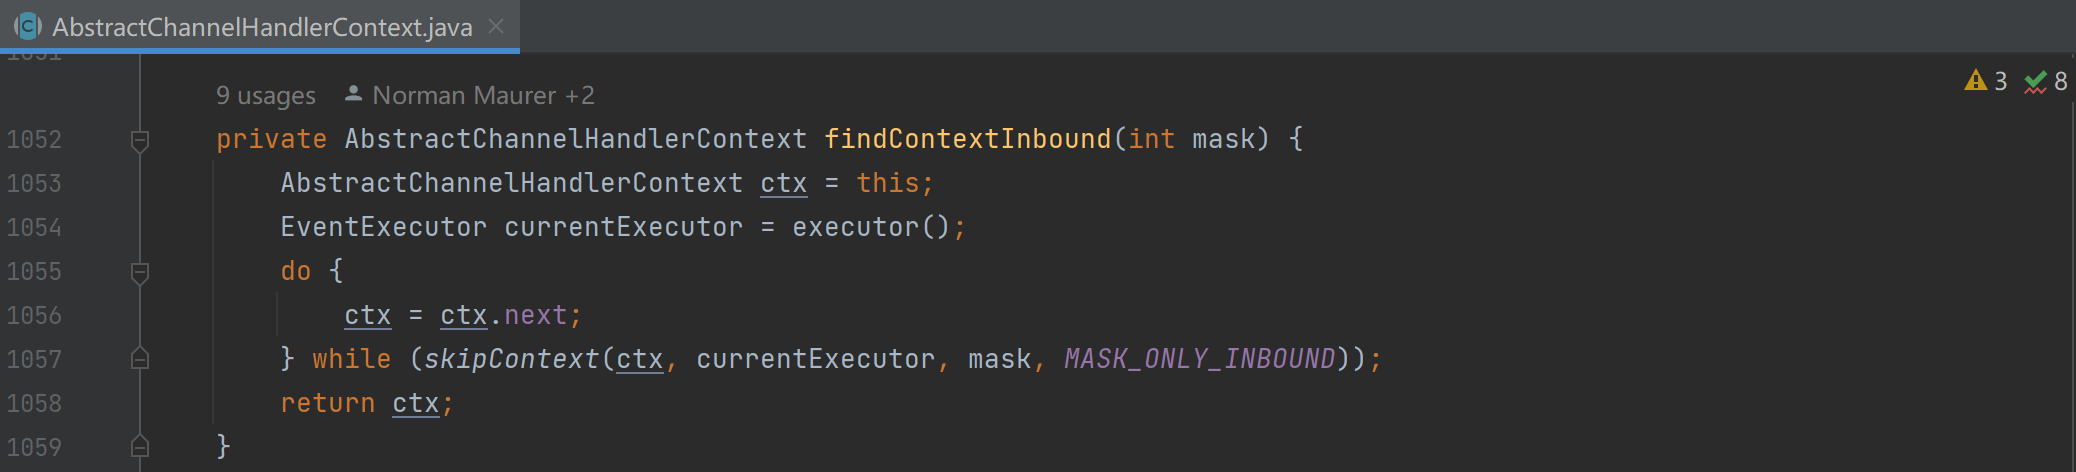 AbstractChannelHandlerContext.java
1051
9 usages Norman Maurer +2
3 8
1052 private AbstractChannelHandlerContext findContextInbound(int mask) {
1053 AbstractChannelHandlerContext ctx = this;
1054 EventExecutor currentExecutor = executor();
1055 do {
1056 ctx = ctx.next;
1057 } while (skipContext(ctx, currentExecutor, mask, MASK_ONLY_INBOUND));
1058 return ctx;
1059 }